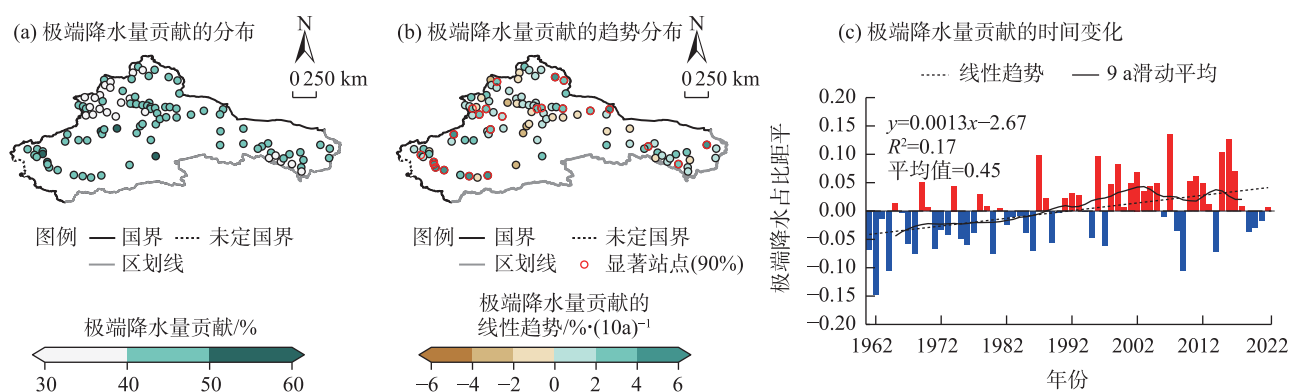 (a) 极端降水量贡献的分布
N
0 250 km
图例 国界 未定国界
区划线
极端降水量贡献/%
30 40 50 60
(b) 极端降水量贡献的趋势分布
N
0 250 km
图例 国界 未定国界
区划线 显著站点(90%)
极端降水量贡献的
线性趋势/%·(10a)⁻¹
−6 −4 −2 0 2 4 6
(c) 极端降水量贡献的时间变化
线性趋势 9 a滑动平均
y=0.0013x−2.67
R²=0.17
平均值=0.45
极端降水占比距平
0.20
0.15
0.10
0.05
0.00
−0.05
−0.10
−0.15
−0.20
1962 1972 1982 1992 2002 2012 2022
年份